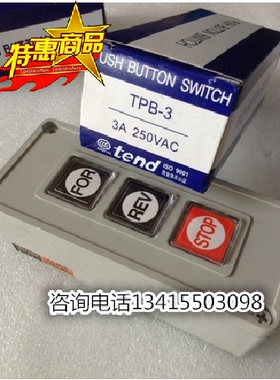 特惠商品
USH BUTTON SWITCH
TPB-3
3A 250VAC
tend
ISO 9001
FOR
REV
STOP
咨询电话13415503098